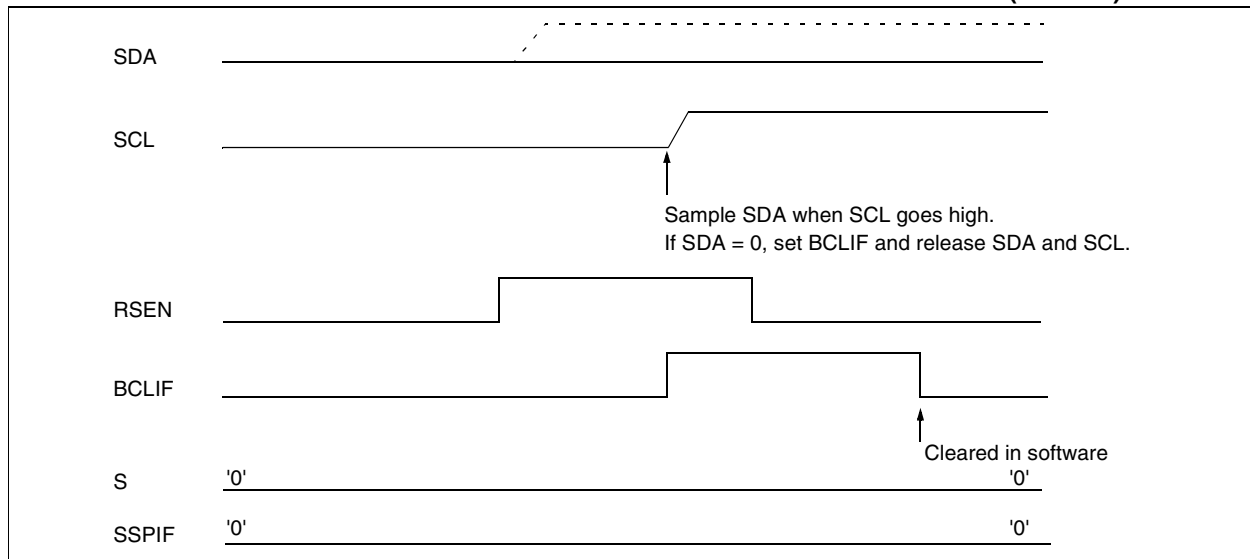 SDA
SCL
Sample SDA when SCL goes high.
If SDA = 0, set BCLIF and release SDA and SCL.
RSEN
BCLIF
Cleared in software
S '0' '0'
SSPIF '0' '0'